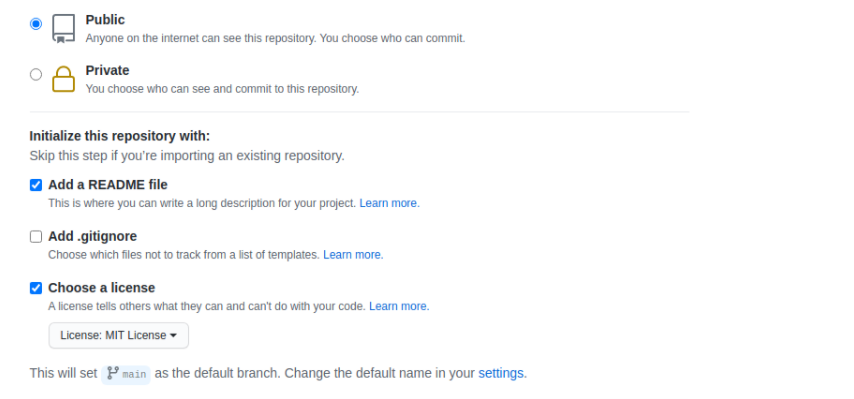 Public
Anyone on the internet can see this repository. You choose who can commit.
Private
You choose who can see and commit to this repository.
Initialize this repository with:
Skip this step if you’re importing an existing repository.
Add a README file
This is where you can write a long description for your project. Learn more.
Add .gitignore
Choose which files not to track from a list of templates. Learn more.
Choose a license
A license tells others what they can and can't do with your code. Learn more.
License: MIT License
This will set main as the default branch. Change the default name in your settings.